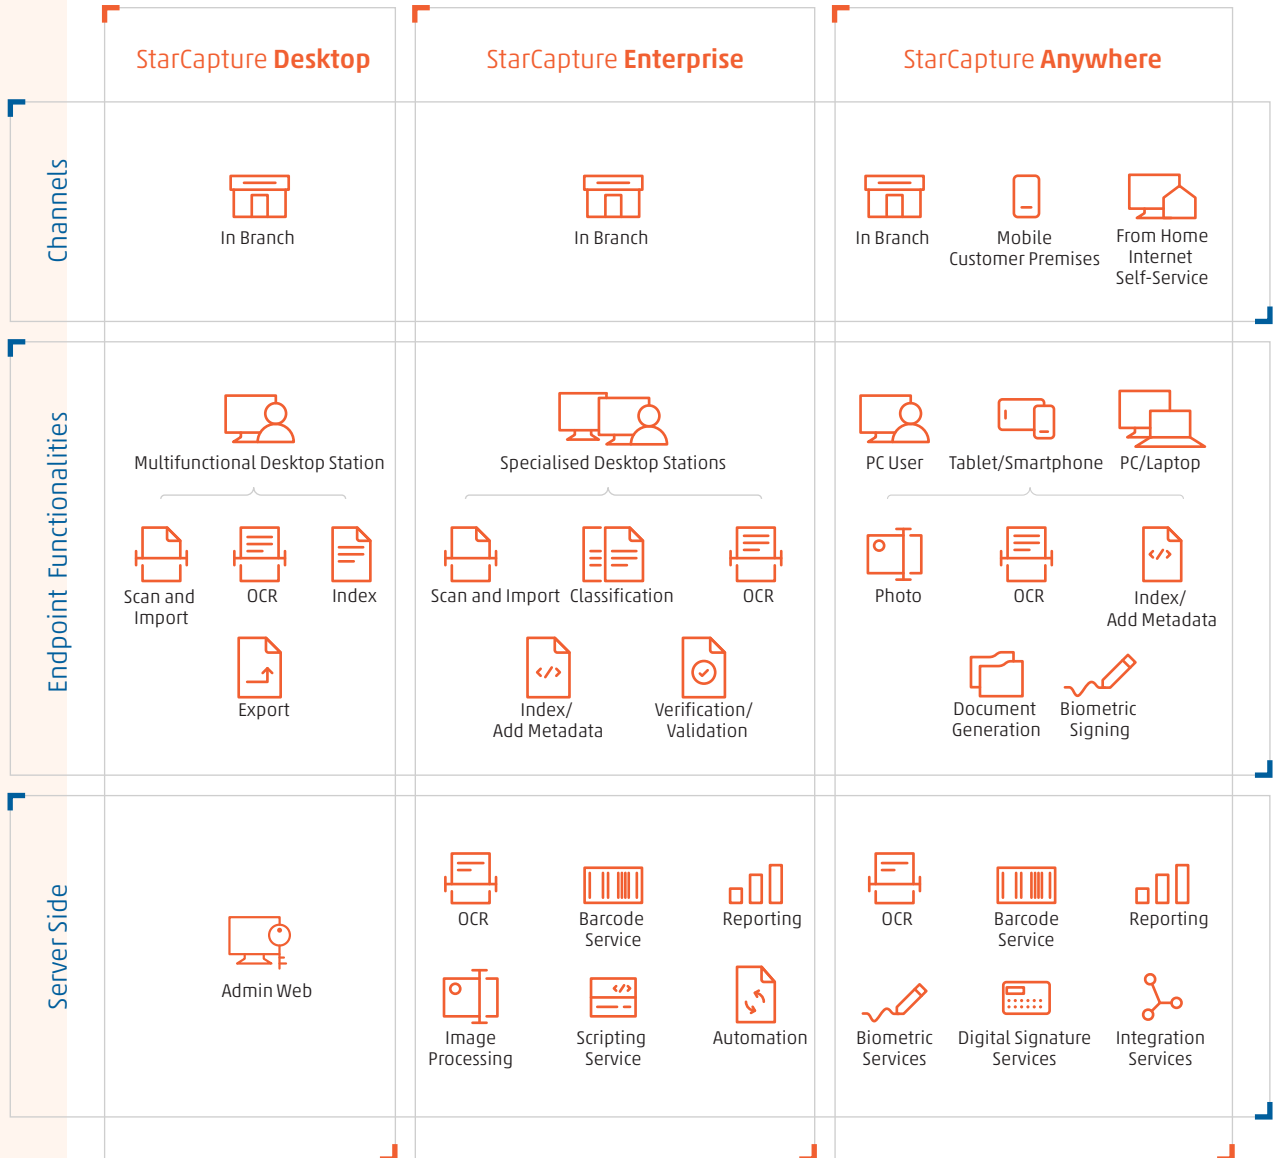 StarCapture Desktop
StarCapture Enterprise
StarCapture Anywhere
Channels
In Branch
In Branch
In Branch
Mobile
Customer Premises
From Home
Internet
Self-Service
Endpoint Functionalities
Multifunctional Desktop Station
Scan and
Import
OCR
Index
Export
Specialised Desktop Stations
Scan and Import
Classification
OCR
Index/
Add Metadata
Verification/
Validation
PC User
Tablet/Smartphone
PC/Laptop
Photo
OCR
Index/
Add Metadata
Document
Generation
Biometric
Signing
Server Side
Admin Web
OCR
Barcode
Service
Reporting
Image
Processing
Scripting
Service
Automation
OCR
Barcode
Service
Reporting
Biometric
Services
Digital Signature
Services
Integration
Services